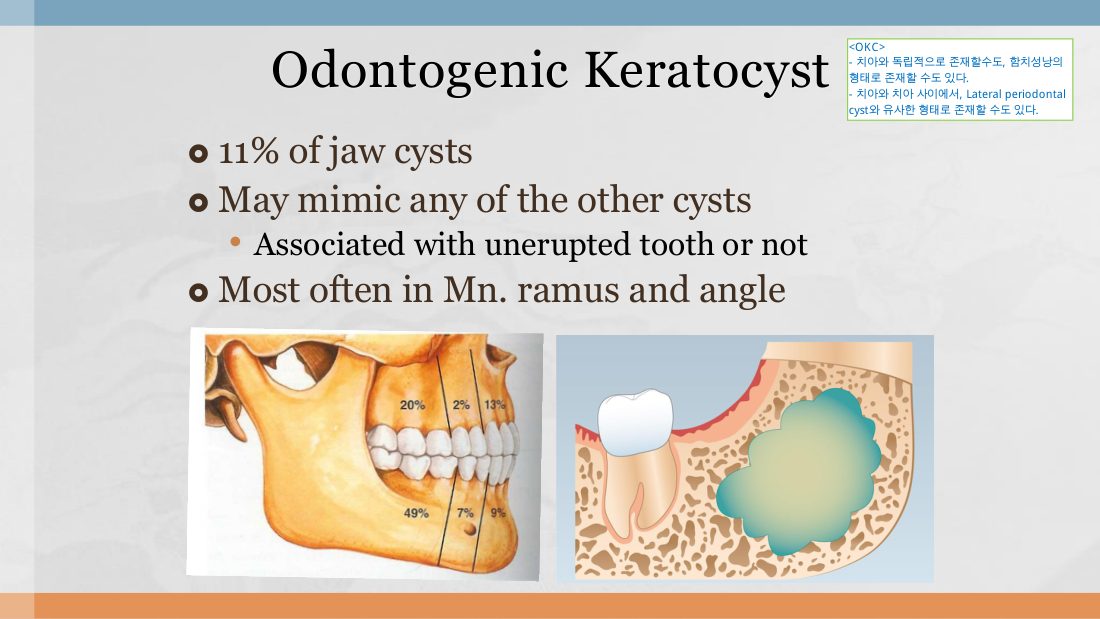 Odontogenic Keratocyst
<OKC>
- 치아와 독립적으로 존재할수도, 함치성낭의
형태로 존재할 수도 있다.
- 치아와 치아 사이에서, Lateral periodontal
cyst와 유사한 형태로 존재할 수도 있다.
11% of jaw cysts
May mimic any of the other cysts
Associated with unerupted tooth or not
Most often in Mn. ramus and angle
20% 2% 13%
49% 7% 9%